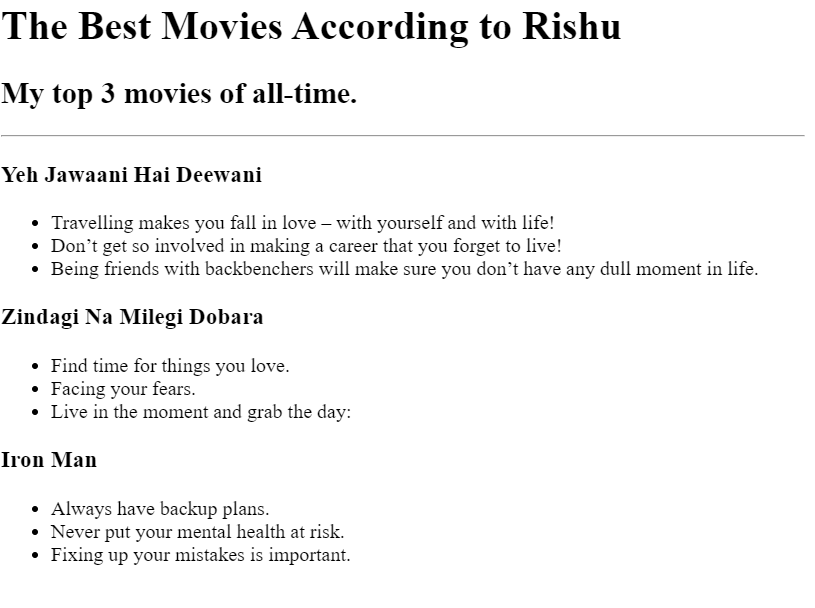 The Best Movies According to Rishu
My top 3 movies of all-time.
Yeh Jawaani Hai Deewani
Travelling makes you fall in love – with yourself and with life!
Don’t get so involved in making a career that you forget to live!
Being friends with backbenchers will make sure you don’t have any dull moment in life.
Zindagi Na Milegi Dobara
Find time for things you love.
Facing your fears.
Live in the moment and grab the day:
Iron Man
Always have backup plans.
Never put your mental health at risk.
Fixing up your mistakes is important.